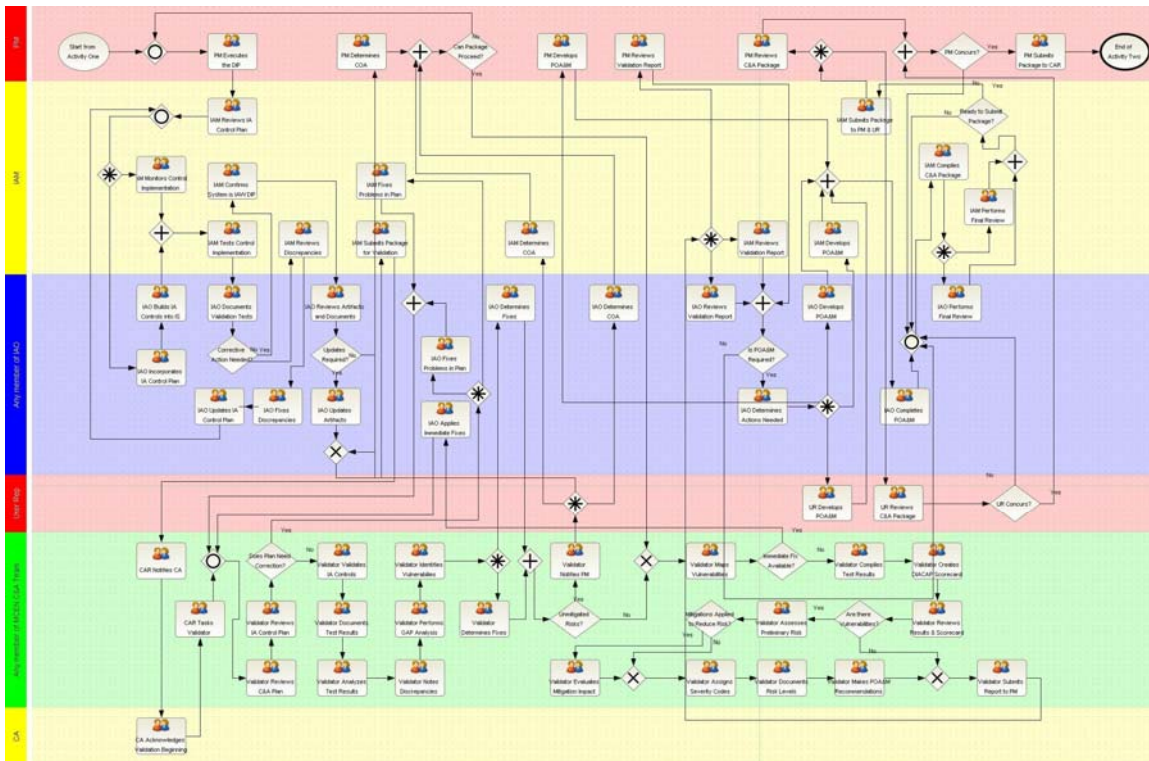 PM
Start from
Activity One
PM Executes
the DIP
PM Determines
COA
Can Package
Proceed?
No
Yes
PM Develops
POA&M
PM Reviews
Validation Report
PM Reviews
C&A Package
PM Concurs?
Yes
No
PM Submits
Package to CAR
End of
Activity Two
IAM
IAM Reviews IA
Control Plan
IAM Submits Package
to PM & UR
Ready to Submit
Package?
No
Yes
IM Monitors Control
Implementation
IAM Confirms
System is IAW DIP
IAM Fixes
Problems in Plan
IAM Compiles
C&A Package
IAM Performs
Final Review
IAM Tests Control
Implementation
IAM Reviews
Discrepancies
IAM Submits Package
for Validation
IAM Determines
COA
IAM Reviews
Validation Report
IAM Develops
POA&M
Any member of IAO
IAO Builds IA
Controls into IS
IAO Documents
Validation Tests
IAO Reviews Artifacts
and Documents
IAO Determines
Fixes
IAO Determines
COA
IAO Reviews
Validation Report
IAO Develops
POA&M
IAO Performs
Final Review
IAO Incorporates
IA Control Plan
Corrective
Action Needed?
No
Yes
Updates
Required?
No
Yes
IAO Fixes
Problems in Plan
Is POA&M
Required?
No
Yes
IAO Updates IA
Control Plan
IAO Fixes
Discrepancies
IAO Updates
Artifacts
IAO Applies
Immediate Fixes
IAO Determines
Actions Needed
IAO Completes
POA&M
User Rep
UR Develops
POA&M
UR Reviews
C&A Package
UR Concurs?
No
Yes
Any Member of MCEN C&A Team
CAR Notifies CA
Does Plan Need
Correction?
Yes
No
Validator Validates
IA Controls
Validator Identifies
Vulnerabilities
Validator
Notifies PM
Validator Maps
Vulnerabilities
Immediate Fix
Available?
Yes
No
Validator Compiles
Test Results
Validator Creates
DIACAP Scorecard
CAR Tasks
Validator
Validator Reviews
IA Control Plan
Validator Documents
Test Results
Validator Performs
GAP Analysis
Validator
Determines Fixes
Unmitigated
Risks?
Yes
No
Mitigations Applied
to Reduce Risk?
Yes
No
Validator Assesses
Preliminary Risk
Yes
Are there
Vulnerabilities?
No
Validator Reviews
Results & Scorecard
Validator Reviews
C&A Plan
Validator Analyzes
Test Results
Validator Notes
Discrepancies
Validator Evaluates
Mitigation Impact
Validator Assigns
Severity Codes
Validator Documents
Risk Levels
Validator Makes POA&M
Recommendations
Validator Submits
Report to PM
CA
CA Acknowledges
Validation Beginning